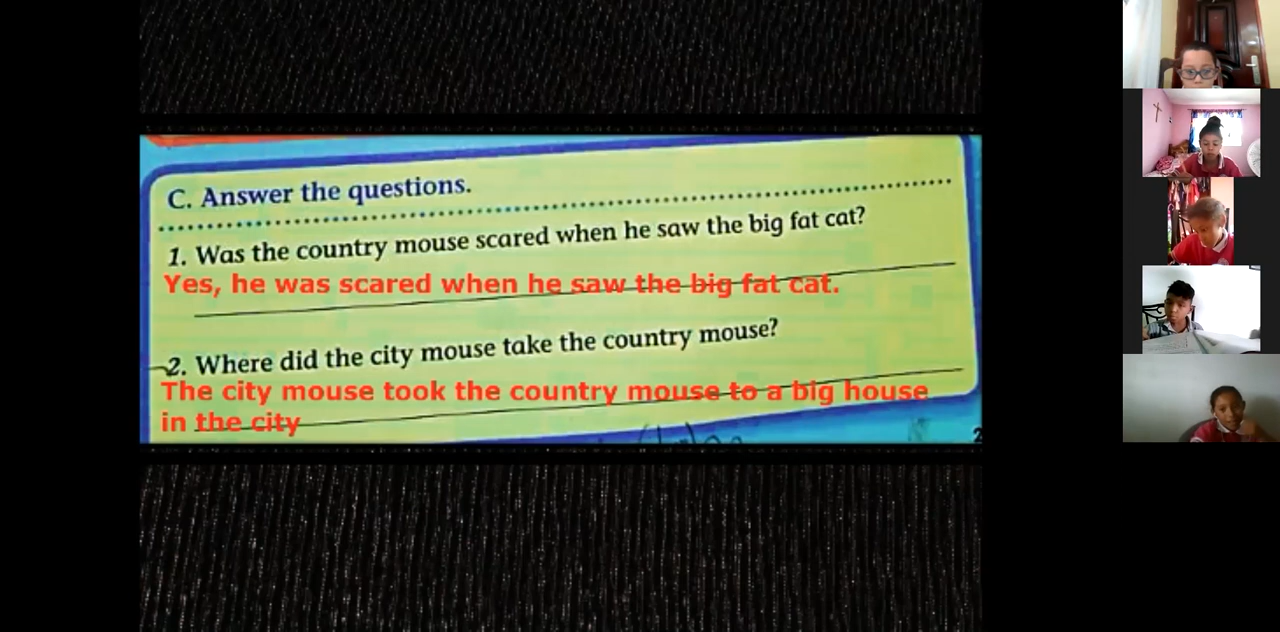 C. Answer the questions.
1. Was the country mouse scared when he saw the big fat cat?
Yes, he was scared when he saw the big fat cat.
2. Where did the city mouse take the country mouse?
The city mouse took the country mouse to a big house
in the city
2